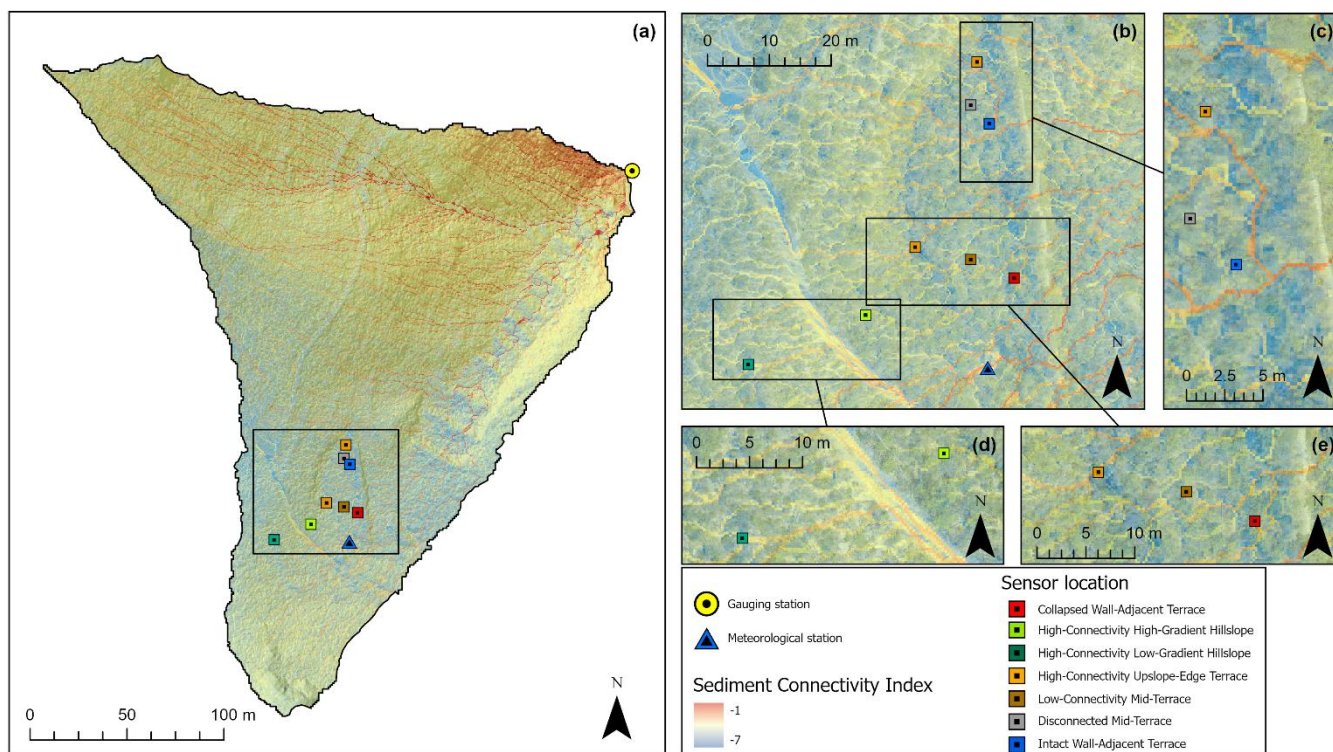 (a)
N
0 50 100 m
(b)
0 10 20 m
N
(c)
N
0 2.5 5 m
(d)
0 5 10 m
N
(e)
0 5 10 m
N
Gauging station
Meteorological station
Sediment Connectivity Index
-1
-7
Sensor location
Collapsed Wall-Adjacent Terrace
High-Connectivity High-Gradient Hillslope
High-Connectivity Low-Gradient Hillslope
High-Connectivity Upslope-Edge Terrace
Low-Connectivity Mid-Terrace
Disconnected Mid-Terrace
Intact Wall-Adjacent Terrace